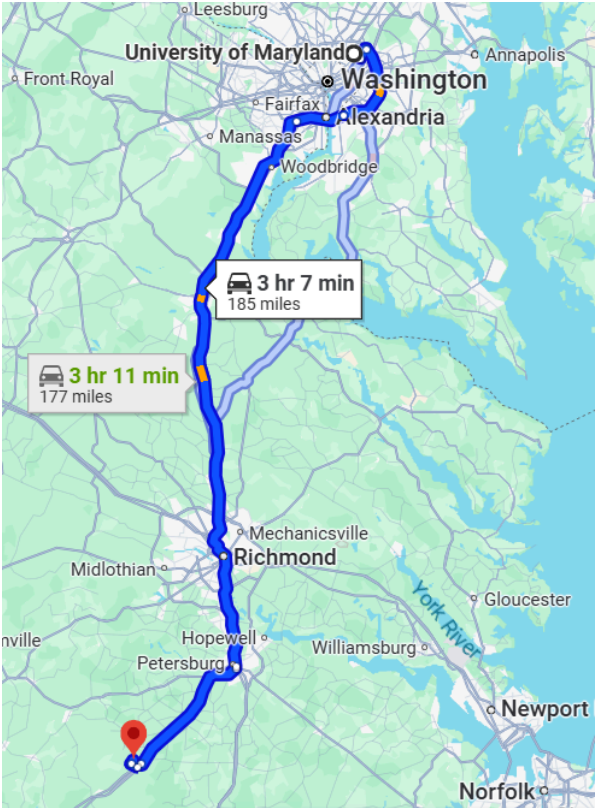 Leesburg
University of Maryland
Annapolis
Front Royal
Washington
Fairfax
Alexandria
Manassas
Woodbridge
3 hr 7 min
185 miles
3 hr 11 min
177 miles
Mechanicsville
Richmond
Midlothian
York River
Gloucester
nville
Hopewell
Williamsburg
Petersburg
Newport
Norfolk